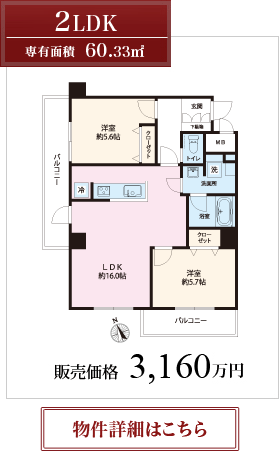 2LDK
専有面積 60.33㎡
玄関
下駄箱
MB
洋室
約5.6帖
クローゼット
トイレ
洗
洗面所
冷
浴室
バルコニー
クロー
ゼット
LDK
約16.0帖
洋室
約5.7帖
N
バルコニー
販売価格 3,160万円
物件詳細はこちら